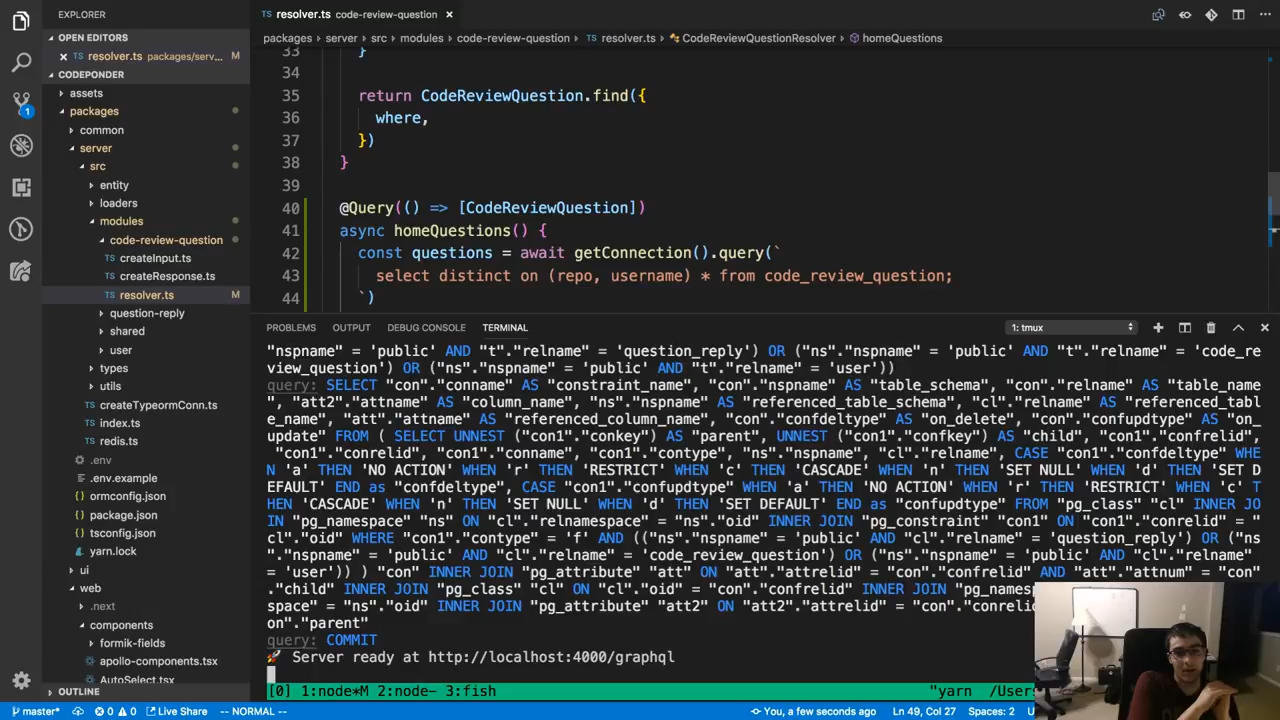 EXPLORER
OPEN EDITORS
resolver.ts packages/serv... M
CODEPONDER
assets
packages
common
server
src
entity
loaders
modules
code-review-question
createInput.ts
createResponse.ts
resolver.ts M
question-reply
shared
user
types
utils
createTypeormConn.ts
index.ts
redis.ts
.env
.env.example
ormconfig.json
package.json
tsconfig.json
yarn.lock
ui
web
.next
components
formik-fields
apollo-components.tsx
AutoSelect.tsx
OUTLINE
resolver.ts code-review-question
packages server src modules code-review-question resolver.ts CodeReviewQuestionResolver homeQuestions
33 }
34
35 return CodeReviewQuestion.find({
36 where,
37 })
38 }
39
40 @Query(() => [CodeReviewQuestion])
41 async homeQuestions() {
42 const questions = await getConnection().query(`
43 select distinct on (repo, username) * from code_review_question;
44 `)
PROBLEMS OUTPUT DEBUG CONSOLE TERMINAL 1: tmux
"nspname" = 'public' AND "t"."relname" = 'question_reply') OR ("ns"."nspname" = 'public' AND "t"."relname" = 'code_re
view_question') OR ("ns"."nspname" = 'public' AND "t"."relname" = 'user'))
query: SELECT "con"."conname" AS "constraint_name", "con"."nspname" AS "table_schema", "con"."relname" AS "table_name
", "att2"."attname" AS "column_name", "ns"."nspname" AS "referenced_table_schema", "cl"."relname" AS "referenced_tabl
e_name", "att"."attname" AS "referenced_column_name", "con"."confdeltype" AS "on_delete", "con"."confupdtype" AS "on_
update" FROM ( SELECT UNNEST ("con1"."conkey") AS "parent", UNNEST ("con1"."confkey") AS "child", "con1"."confrelid",
"con1"."conrelid", "con1"."conname", "con1"."contype", "ns"."nspname", "cl"."relname", CASE "con1"."confdeltype" WHE
N 'a' THEN 'NO ACTION' WHEN 'r' THEN 'RESTRICT' WHEN 'c' THEN 'CASCADE' WHEN 'n' THEN 'SET NULL' WHEN 'd' THEN 'SET D
EFAULT' END as "confdeltype", CASE "con1"."confupdtype" WHEN 'a' THEN 'NO ACTION' WHEN 'r' THEN 'RESTRICT' WHEN 'c' T
HEN 'CASCADE' WHEN 'n' THEN 'SET NULL' WHEN 'd' THEN 'SET DEFAULT' END as "confupdtype" FROM "pg_class" "cl" INNER JO
IN "pg_namespace" "ns" ON "cl"."relnamespace" = "ns"."oid" INNER JOIN "pg_constraint" "con1" ON "con1"."conrelid" = "
cl"."oid" WHERE "con1"."contype" = 'f' AND (("ns"."nspname" = 'public' AND "cl"."relname" = 'question_reply') OR ("ns
"."nspname" = 'public' AND "cl"."relname" = 'code_review_question') OR ("ns"."nspname" = 'public' AND "cl"."relname"
= 'user')) ) "con" INNER JOIN "pg_attribute" "att" ON "att"."attrelid" = "con"."confrelid" AND "att"."attnum" = "con"
."child" INNER JOIN "pg_class" "cl" ON "cl"."oid" = "con"."confrelid" INNER JOIN "pg_names
space" = "ns"."oid" INNER JOIN "pg_attribute" "att2" ON "att2"."attrelid" = "con"."conreli
on"."parent"
query: COMMIT
🚀 Server ready at http://localhost:4000/graphql
[0] 1:node*M 2:node- 3:fish "yarn /Users
master* 0 0 Live Share -- NORMAL -- You, a few seconds ago Ln 49, Col 27 Spaces: 2